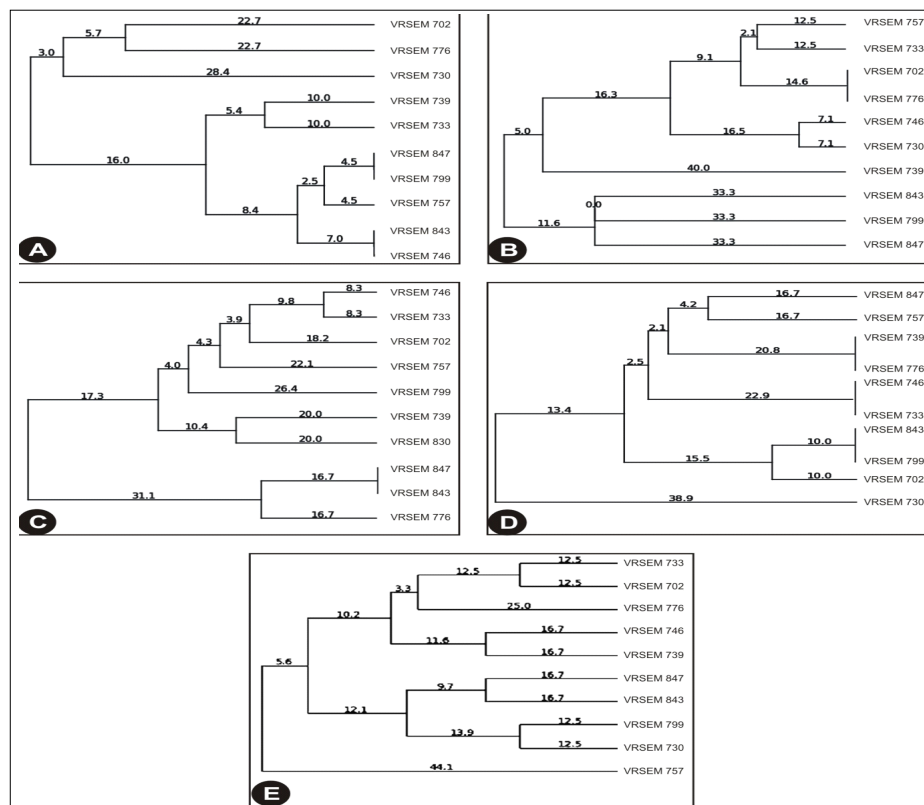 22.7 VRSEM 702
5.7
3.0 22.7 VRSEM 776
28.4 VRSEM 730
10.0 VRSEM 739
5.4
10.0 VRSEM 733
16.0
VRSEM 847
4.5
2.5 VRSEM 799
4.5 VRSEM 757
8.4
VRSEM 843
7.0
VRSEM 746
A
12.5 VRSEM 757
2.1
12.5 VRSEM 733
9.1
VRSEM 702
14.6
VRSEM 776
16.3
7.1 VRSEM 746
16.5
7.1 VRSEM 730
5.0
40.0 VRSEM 739
33.3 VRSEM 843
0.0
33.3 VRSEM 799
11.6
33.3 VRSEM 847
B
8.3 VRSEM 746
9.8
8.3 VRSEM 733
3.9
18.2 VRSEM 702
4.3
22.1 VRSEM 757
4.0
26.4 VRSEM 799
17.3
20.0 VRSEM 739
10.4
20.0 VRSEM 830
VRSEM 847
16.7
VRSEM 843
31.1
16.7 VRSEM 776
C
16.7 VRSEM 847
4.2
16.7 VRSEM 757
2.1
VRSEM 739
20.8
2.5
VRSEM 776
VRSEM 746
22.9
13.4
VRSEM 733
VRSEM 843
10.0
15.5 VRSEM 799
10.0 VRSEM 702
38.9 VRSEM 730
D
12.5 VRSEM 733
12.5
12.5 VRSEM 702
3.3
25.0 VRSEM 776
10.2
16.7 VRSEM 746
11.6
16.7 VRSEM 739
5.6
16.7 VRSEM 847
9.7
16.7 VRSEM 843
12.1
12.5 VRSEM 799
13.9
12.5 VRSEM 730
44.1 VRSEM 757
E